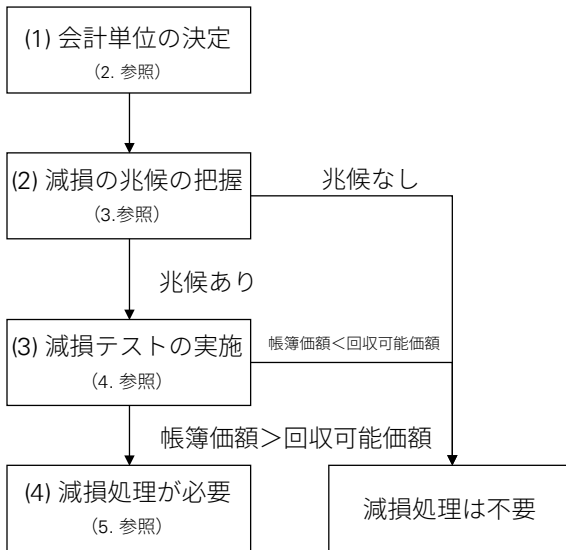 (1) 会計単位の決定
（2. 参照）
(2) 減損の兆候の把握
（3.参照）
兆候なし
兆候あり
(3) 減損テストの実施
（4. 参照）
帳簿価額＜回収可能価額
帳簿価額＞回収可能価額
(4) 減損処理が必要
（5. 参照）
減損処理は不要